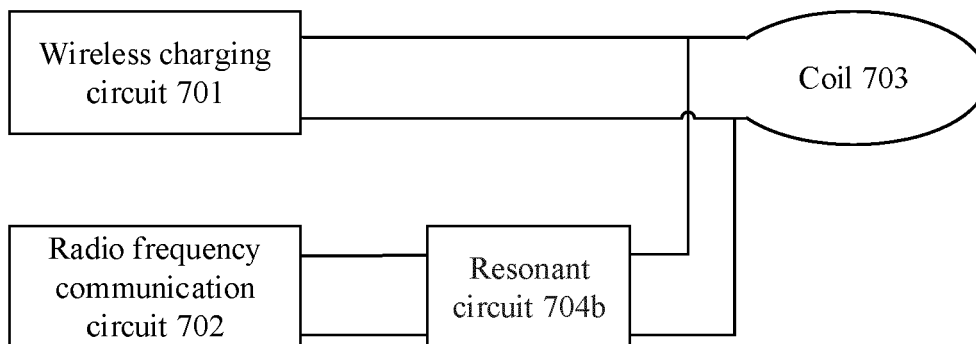 Wireless charging
circuit 701
Coil 703
Radio frequency
communication
circuit 702
Resonant
circuit 704b